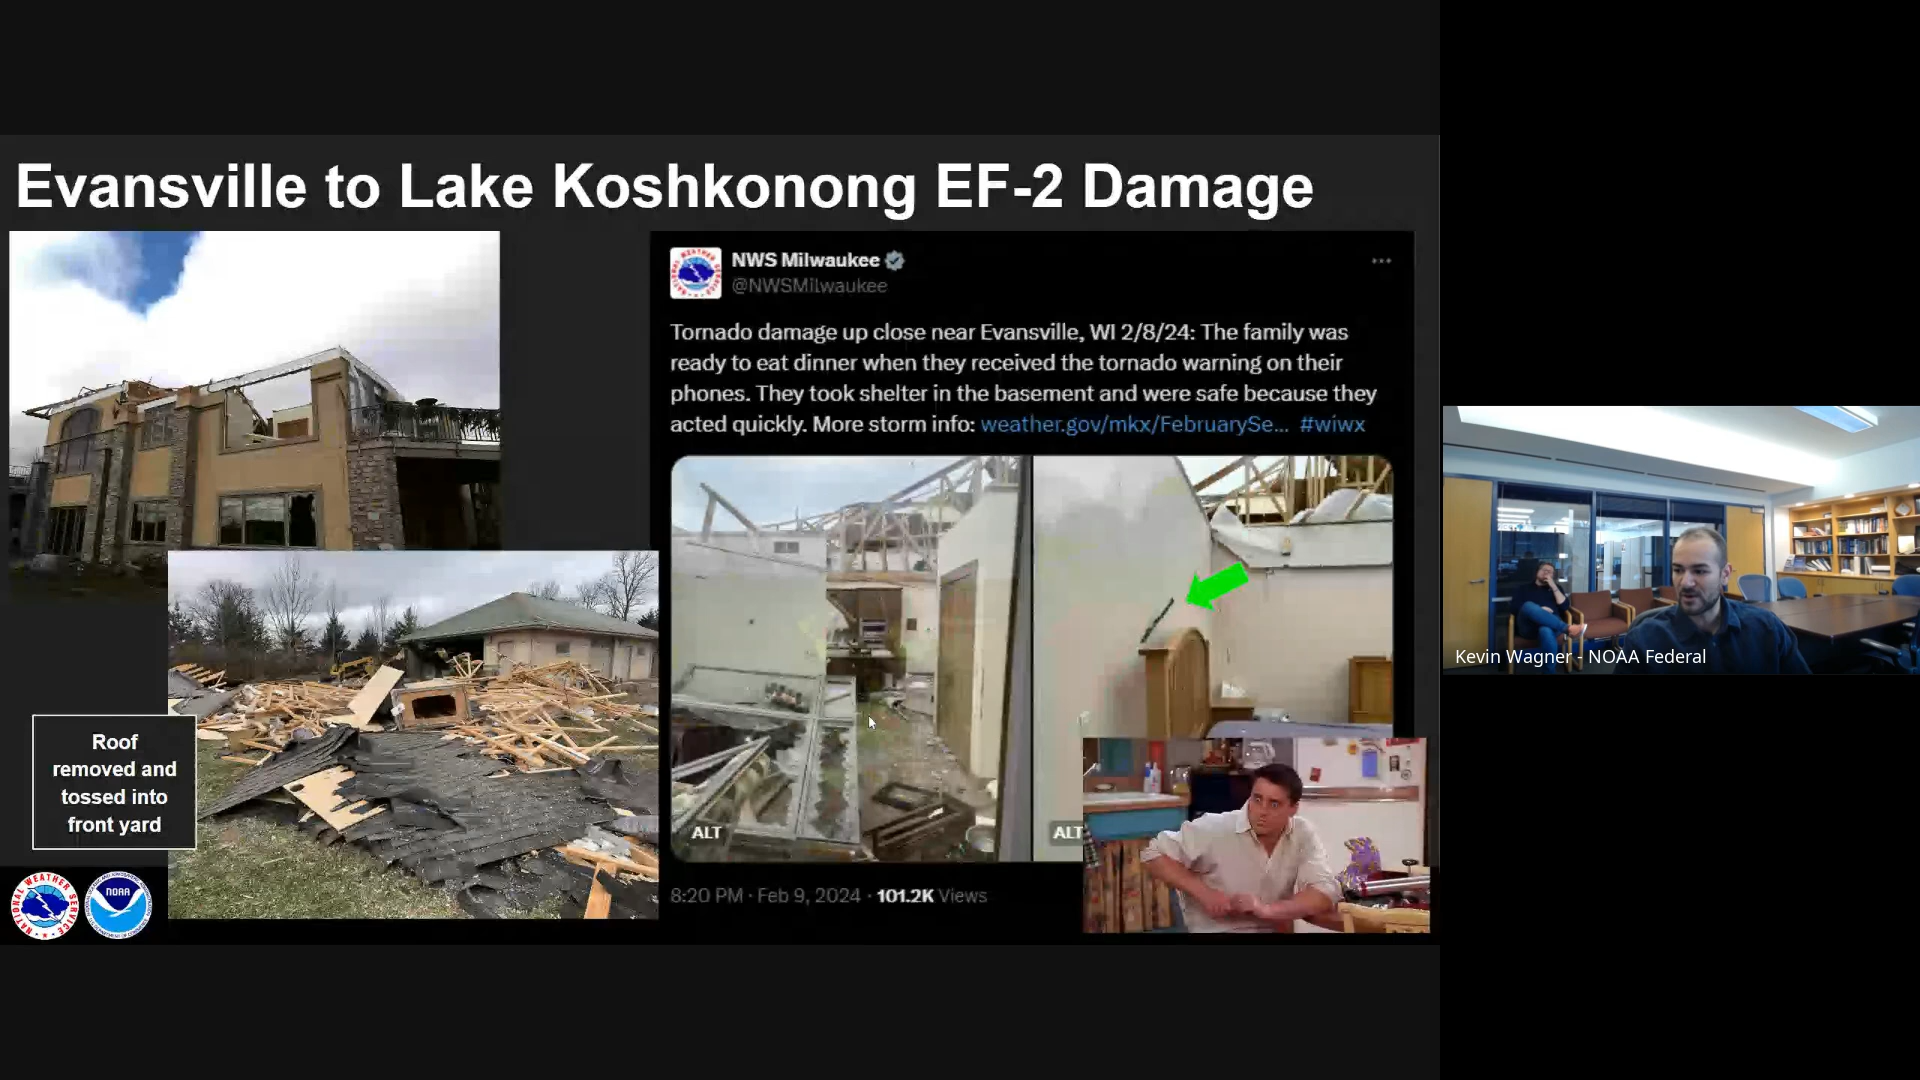 Evansville to Lake Koshkonong EF-2 Damage
NWS Milwaukee
@NWSMilwaukee
Tornado damage up close near Evansville, WI 2/8/24: The family was
ready to eat dinner when they received the tornado warning on their
phones. They took shelter in the basement and were safe because they
acted quickly. More storm info: weather.gov/mkx/FebruarySe... #wiwx
ALT
ALT
8:20 PM · Feb 9, 2024 · 101.2K Views
Roof
removed and
tossed into
front yard
NATIONAL WEATHER SERVICE
NOAA
Kevin Wagner - NOAA Federal